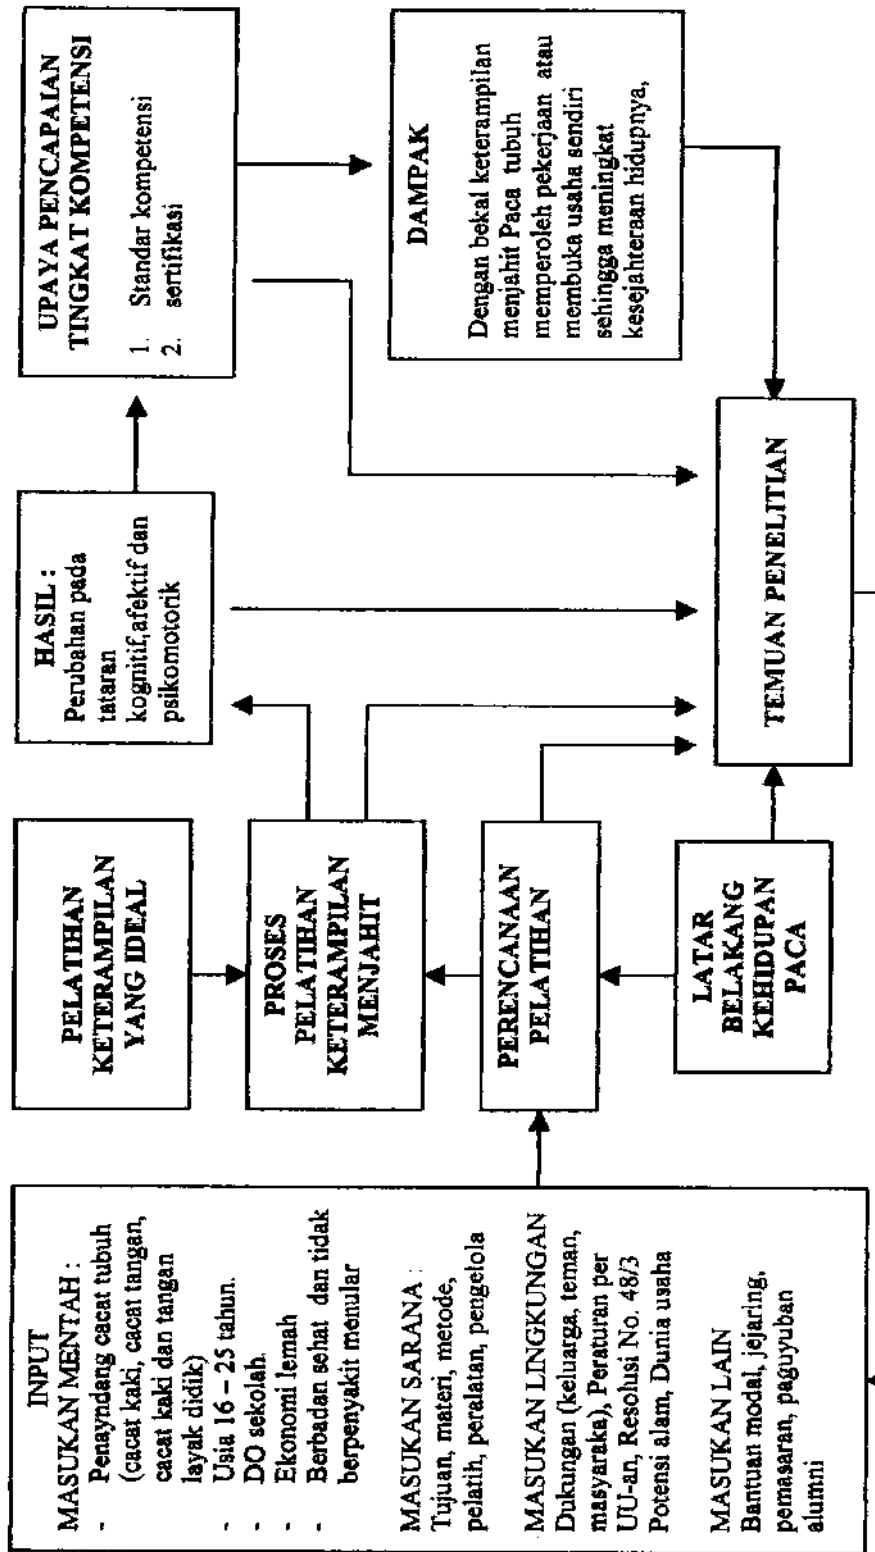 INPUT
MASUKAN MENTAH :
- Penayndang cacat tubuh
(cacat kaki, cacat tangan,
cacat kaki dan tangan
layak didik)
- Usia 16 – 25 tahun.
- DO sekolah.
- Ekonomi lemah
- Berbadan sehat dan tidak
berpenyakit menular
MASUKAN SARANA :
Tujuan, materi, metode,
pelatih, peralatan, pengelola
MASUKAN LINGKUNGAN
Dukungan (keluarga, teman,
masyaraka), Peraturan per
UU-an, Resolusi No. 48/3
Potensi alam, Dunia usaha
MASUKAN LAIN
Bantuan modal, jejaring,
pemasaran, paguyuban
alumni
PELATIHAN
KETERAMPILAN
YANG IDEAL
PROSES
PELATIHAN
KETERAMPILAN
MENJAHIT
PERENCANAAN
PELATIHAN
LATAR
BELAKANG
KEHIDUPAN
PACA
HASIL :
Perubahan pada
tataran
kognitif,afektif dan
psikomotorik
UPAYA PENCAPAIAN
TINGKAT KOMPETENSI
1. Standar kompetensi
2. sertifikasi
DAMPAK
Dengan bekal keterampilan
menjahit Paca tubuh
memperoleh pekerjaan atau
membuka usaha sendiri
sehingga meningkat
kesejahteraan hidupnya,
TEMUAN PENELITIAN